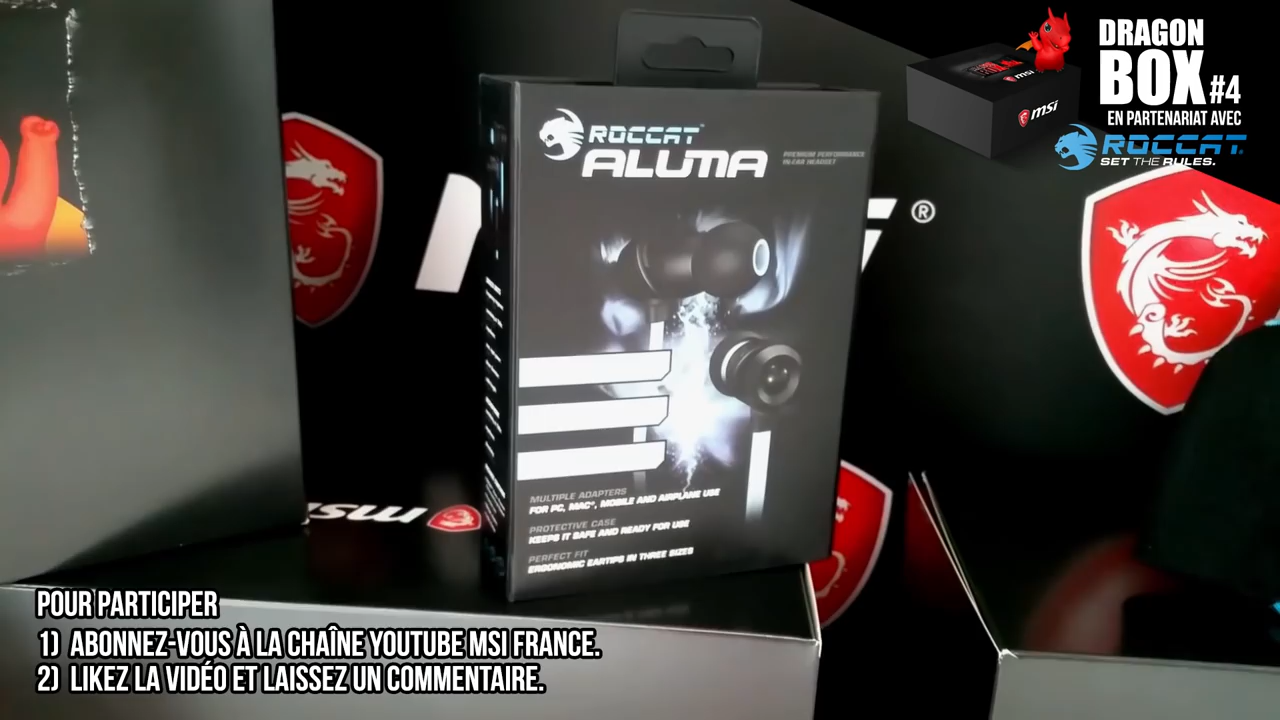 DRAGON
BOX #4
EN PARTENARIAT AVEC
ROCCAT
SET THE RULES.
msi
msi
®
ROCCAT™
ALUMA
PREMIUM PERFORMANCE
IN-EAR HEADSET
MULTIPLE ADAPTERS
FOR PC, MAC®, MOBILE AND AIRPLANE USE
PROTECTIVE CASE
KEEPS IT SAFE AND READY FOR USE
PERFECT FIT
ERGONOMIC EARTIPS IN THREE SIZES
msi
POUR PARTICIPER
1) ABONNEZ-VOUS À LA CHAÎNE YOUTUBE MSI FRANCE.
2) LIKEZ LA VIDÉO ET LAISSEZ UN COMMENTAIRE.